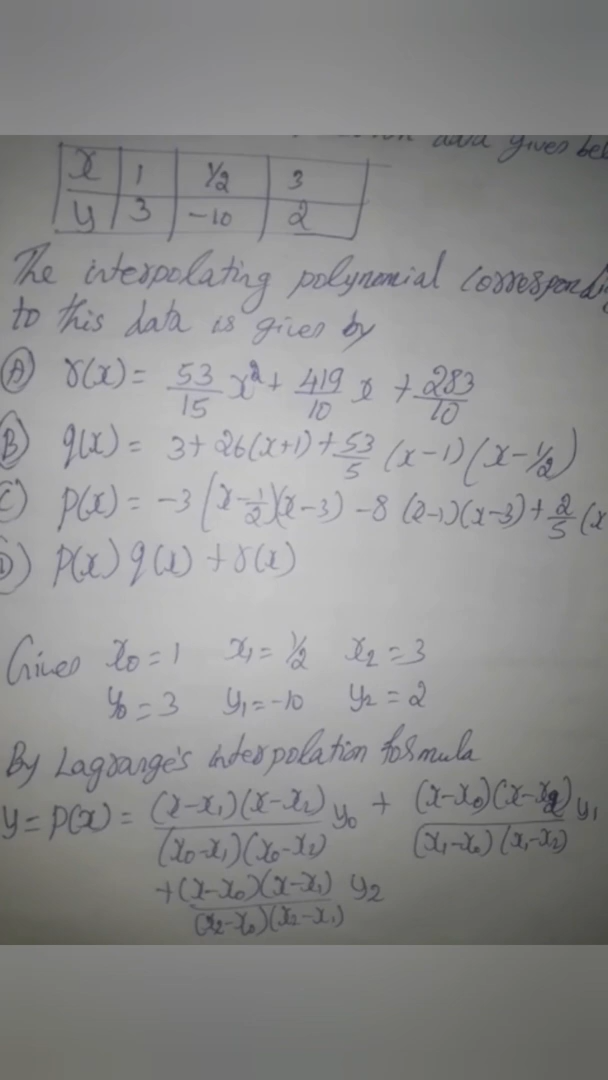 data given bel
x 1 1/2 3
y 3 -10 2
The interpolating polynomial correspondi
to this data is given by
(A) r(x) = 53/15 x² + 419/10 x + 283/10
B) q(x) = 3+26(x+1)+53/5 (x-1)(x-1/2)
C) p(x) = -3(x-1/2)(x-3) -8 (x-1)(x-3)+2/5 (x
D) p(x) q(x) + r(x)
Given x₀=1 x₁=1/2 x₂=3
y₀=3 y₁=-10 y₂=2
By Lagrange's interpolation formula
y = p(x) = (x-x₁)(x-x₂)/(x₀-x₁)(x₀-x₂) y₀ + (x-x₀)(x-x₂)/(x₁-x₀)(x₁-x₂) y₁
+(x-x₀)(x-x₁)/(x₂-x₀)(x₂-x₁) y₂